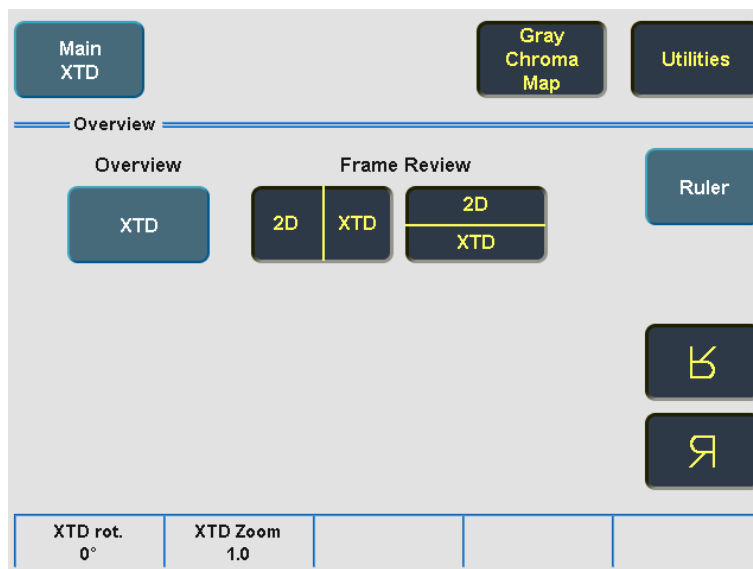 Main
XTD
Gray
Chroma
Map
Utilities
Overview
Overview
Frame Review
XTD
2D
XTD
2D
XTD
Ruler
R
R
XTD rot.
0°
XTD Zoom
1.0